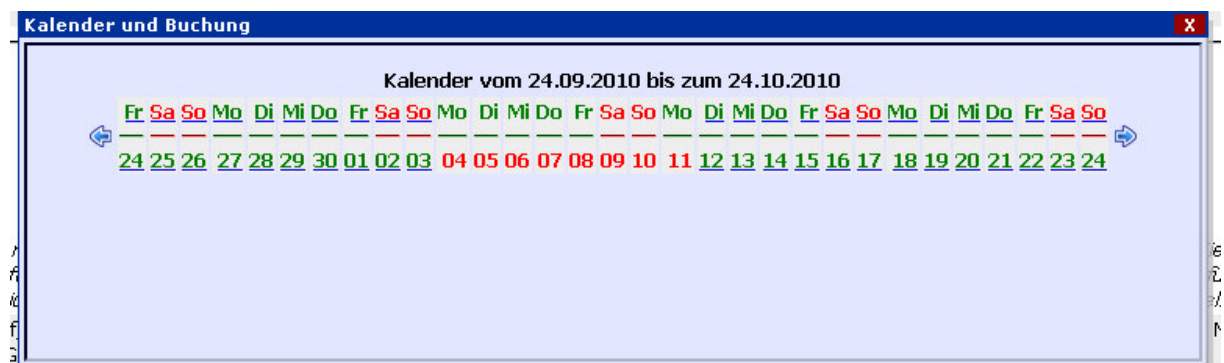 Kalender und Buchung X
Kalender vom 24.09.2010 bis zum 24.10.2010
Fr Sa So Mo Di Mi Do Fr Sa So Mo Di Mi Do Fr Sa So Mo Di Mi Do Fr Sa So Mo Di Mi Do Fr Sa So
24 25 26 27 28 29 30 01 02 03 04 05 06 07 08 09 10 11 12 13 14 15 16 17 18 19 20 21 22 23 24